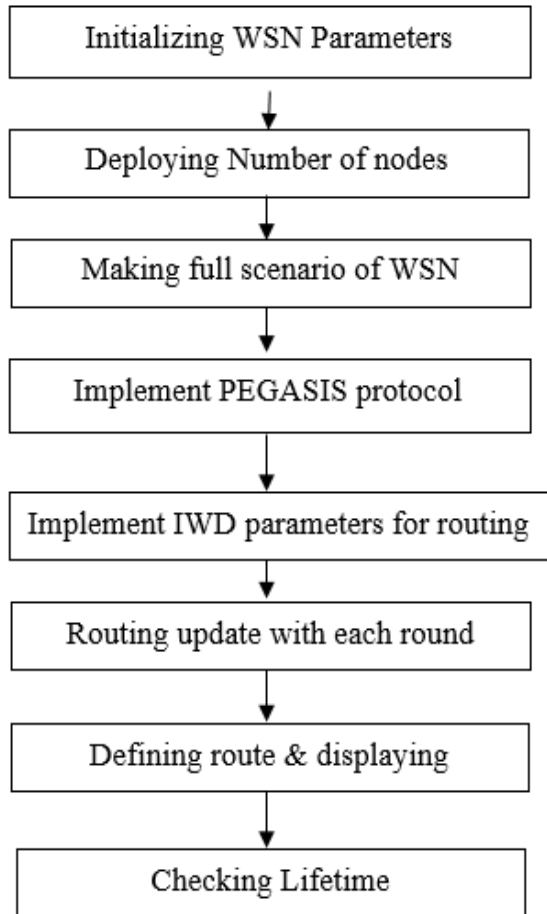 Initializing WSN Parameters
Deploying Number of nodes
Making full scenario of WSN
Implement PEGASIS protocol
Implement IWD parameters for routing
Routing update with each round
Defining route & displaying
Checking Lifetime